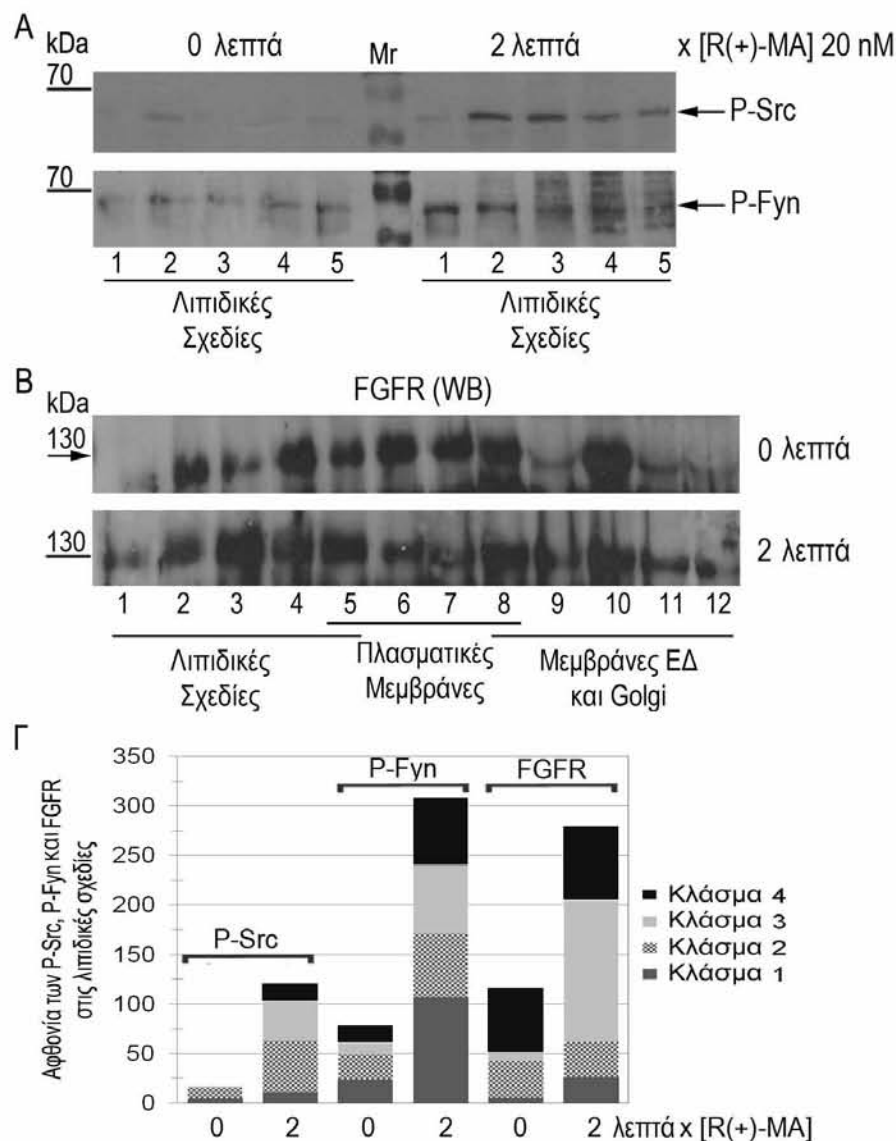 A
kDa
0 λεπτά
Mr
2 λεπτά
x [R(+)-MA] 20 nM
70
P-Src
70
P-Fyn
1 2 3 4 5
1 2 3 4 5
Λιπιδικές
Σχεδίες
Λιπιδικές
Σχεδίες
B
kDa
FGFR (WB)
130
0 λεπτά
130
2 λεπτά
1 2 3 4 5 6 7 8 9 10 11 12
Λιπιδικές
Σχεδίες
Πλασματικές
Μεμβράνες
Μεμβράνες ΕΔ
και Golgi
Γ
Αφθονία των P-Src, P-Fyn και FGFR
στις λιπιδικές σχεδίες
350
300
250
200
150
100
50
0
P-Src
P-Fyn
FGFR
Κλάσμα 4
Κλάσμα 3
Κλάσμα 2
Κλάσμα 1
0 2 0 2 0 2 λεπτά x [R(+)-MA]